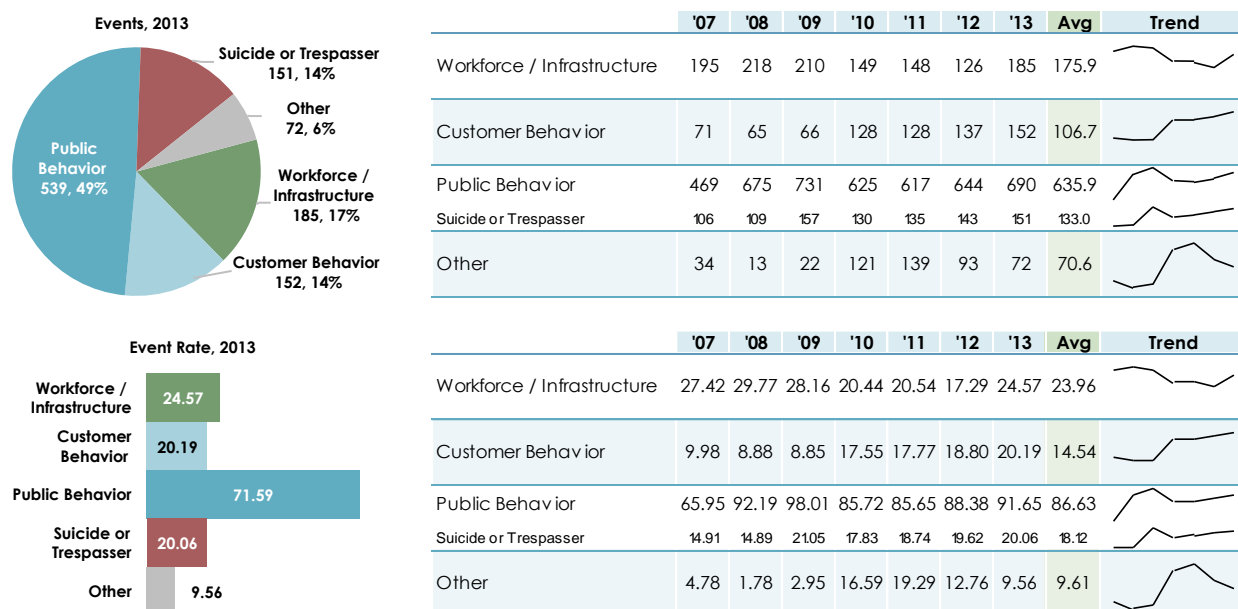 Events, 2013
Suicide or Trespasser
151, 14%
Other
72, 6%
Public
Behavior
539, 49%
Workforce /
Infrastructure
185, 17%
Customer Behavior
152, 14%
'07 '08 '09 '10 '11 '12 '13 Avg Trend
Workforce / Infrastructure 195 218 210 149 148 126 185 175.9
Customer Behavior 71 65 66 128 128 137 152 106.7
Public Behavior 469 675 731 625 617 644 690 635.9
Suicide or Trespasser 106 109 157 130 135 143 151 133.0
Other 34 13 22 121 139 93 72 70.6
Event Rate, 2013
Workforce /
Infrastructure
24.57
Customer
Behavior
20.19
Public Behavior 71.59
Suicide or
Trespasser
20.06
Other 9.56
'07 '08 '09 '10 '11 '12 '13 Avg Trend
Workforce / Infrastructure 27.42 29.77 28.16 20.44 20.54 17.29 24.57 23.96
Customer Behavior 9.98 8.88 8.85 17.55 17.77 18.80 20.19 14.54
Public Behavior 65.95 92.19 98.01 85.72 85.65 88.38 91.65 86.63
Suicide or Trespasser 14.91 14.89 21.05 17.83 18.74 19.62 20.06 18.12
Other 4.78 1.78 2.95 16.59 19.29 12.76 9.56 9.61